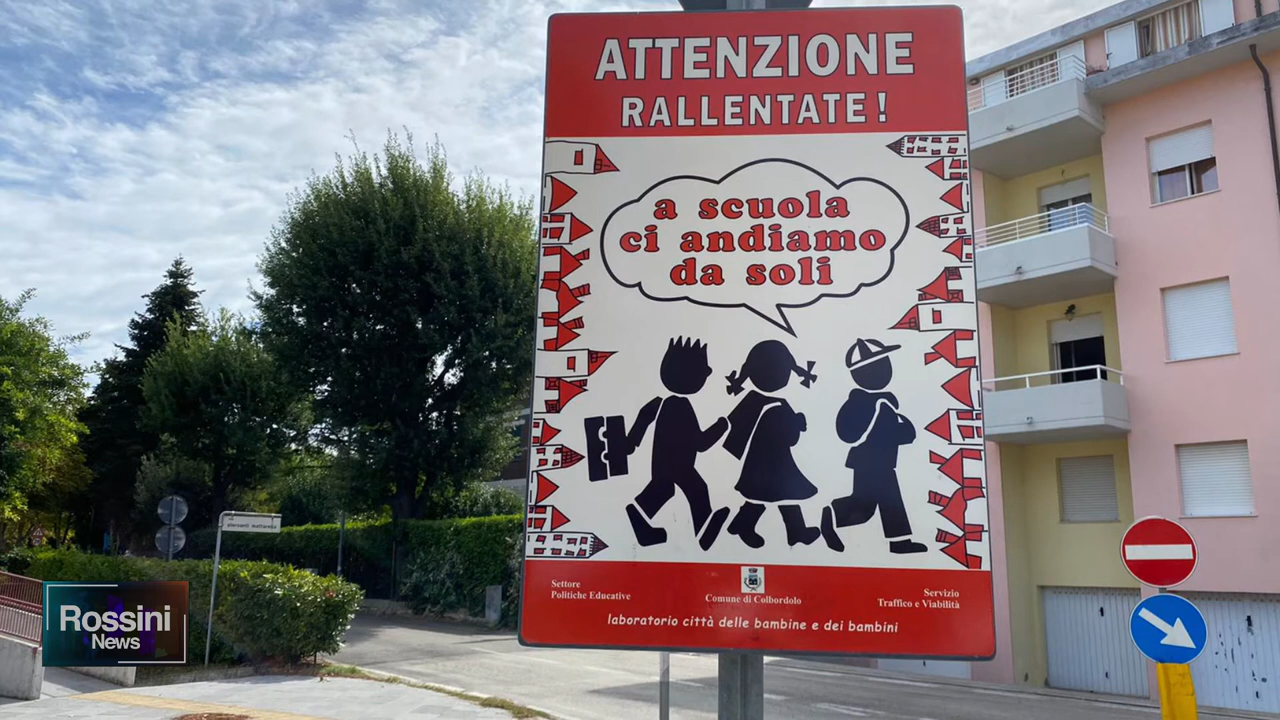 ATTENZIONE
RALLENTATE!
a scuola
ci andiamo
da soli
Settore
Politiche Educative
Comune di Colbordolo
Servizio
Traffico e Viabilità
laboratorio città delle bambine e dei bambini
Rossini
News